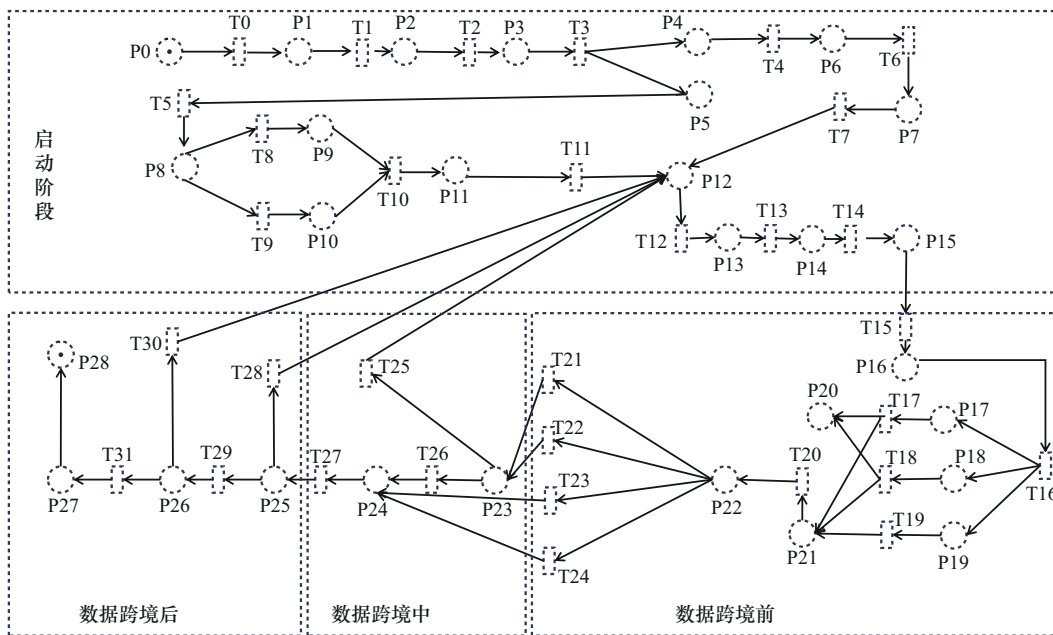 T0 P1 P2 P4
P0 T1 T2 P3 T3
T4 P6 T6
T5 P5 T7 P7
启动阶段
T8 P9 T11
P8 T10 P11 P12
T9 P10
T12 P13 T13 P14 T14 P15
T15
T30 P28 T28 T25 T21 P16
P20 T17 P17
T22
T31 T29 T27 T26 T20 T18 P18
T23
P27 P26 P25 P24 P23 P22 T16
T19
P21 P19
T24
数据跨境后 数据跨境中 数据跨境前